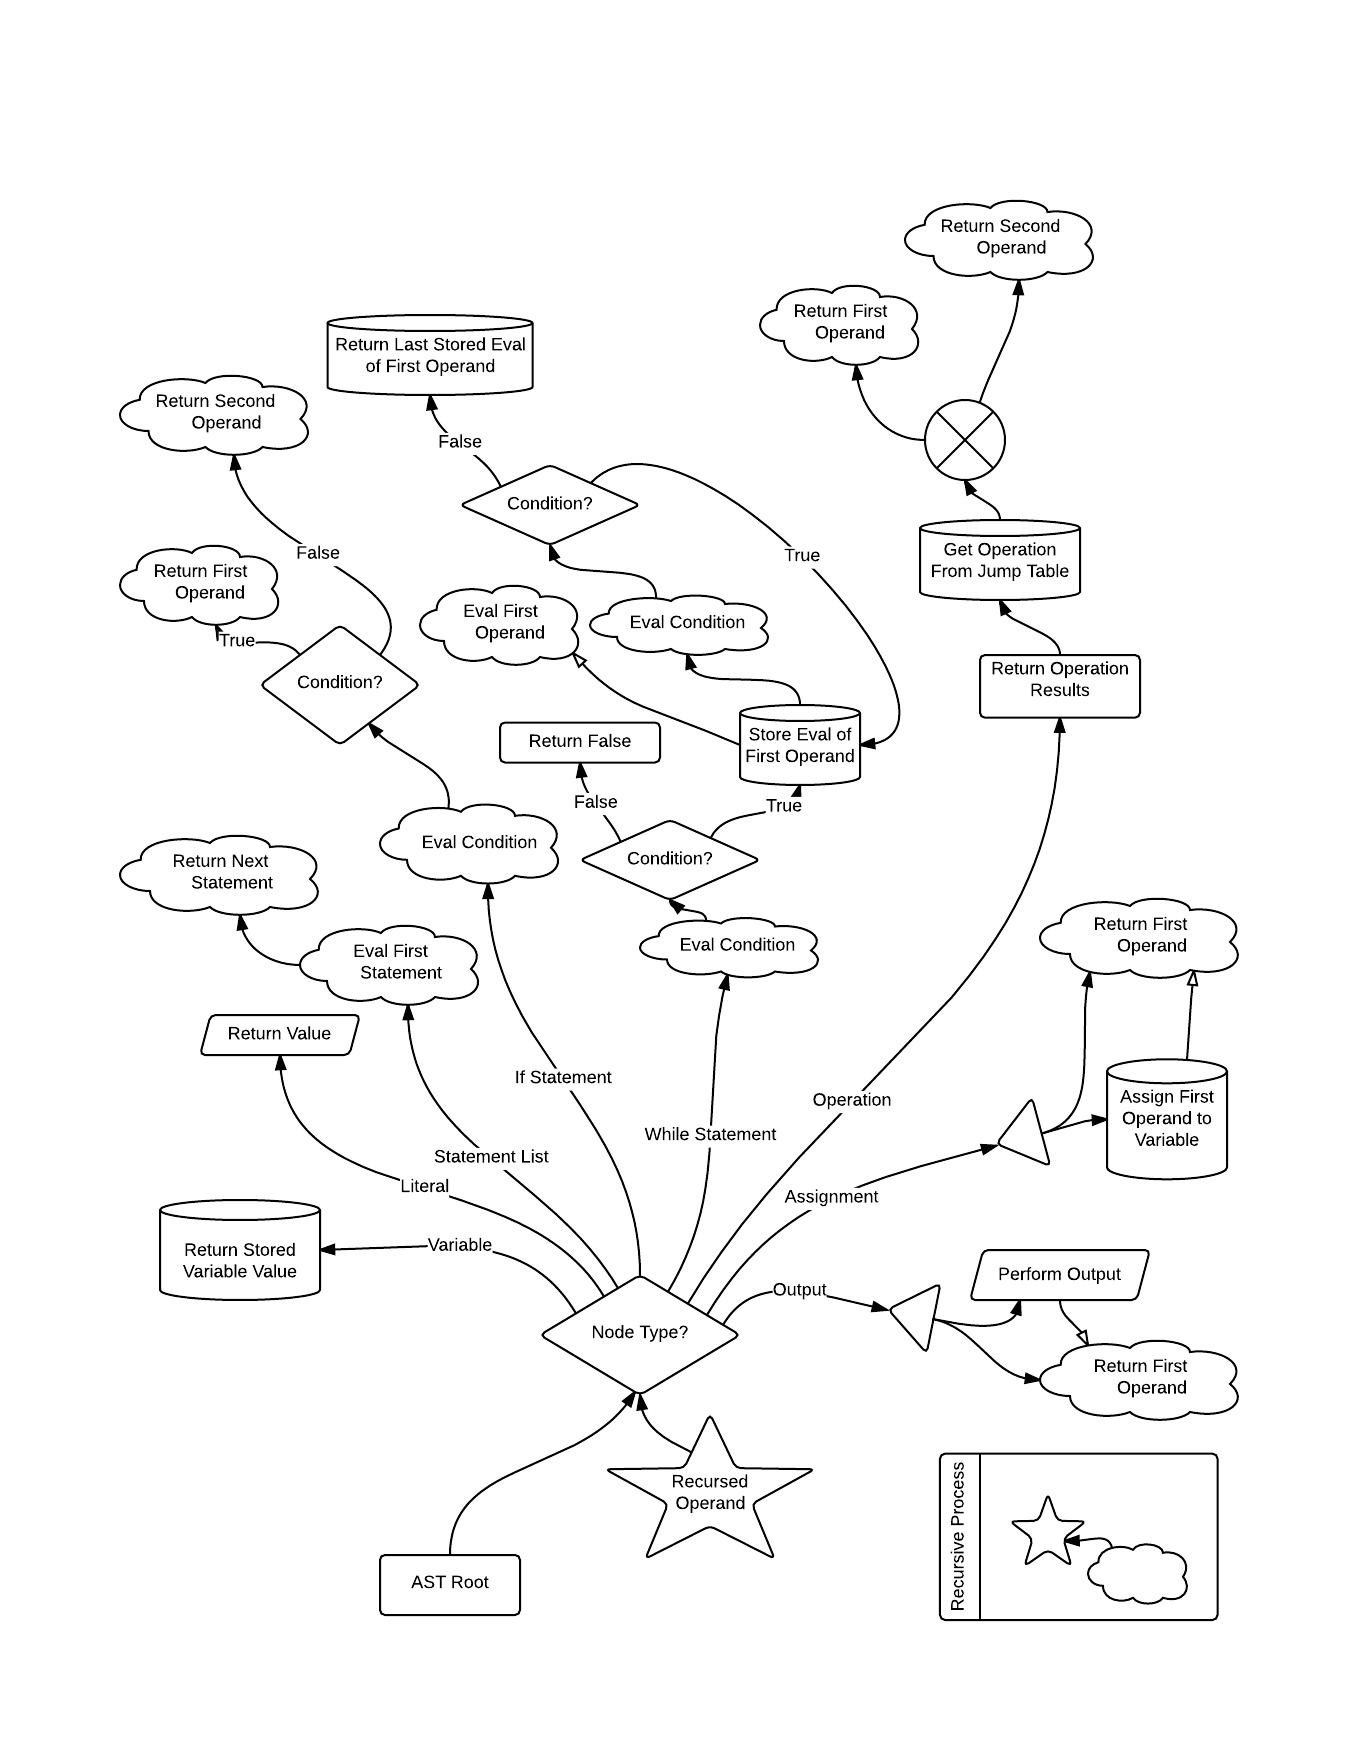 Return Second
Operand
Return First
Operand
Return Last Stored Eval
of First Operand
Return Second
Operand
False
Condition?
True
Get Operation
From Jump Table
False
Return First
Operand
True
Condition?
Eval First
Operand
Eval Condition
Return Operation
Results
Return False
Store Eval of
First Operand
False
True
Eval Condition
Condition?
Return Next
Statement
Eval First
Statement
Eval Condition
Return First
Operand
Return Value
If Statement
While Statement
Operation
Assign First
Operand to
Variable
Statement List
Literal
Assignment
Variable
Return Stored
Variable Value
Output
Perform Output
Node Type?
Return First
Operand
Recursed
Operand
AST Root
Recursive Process